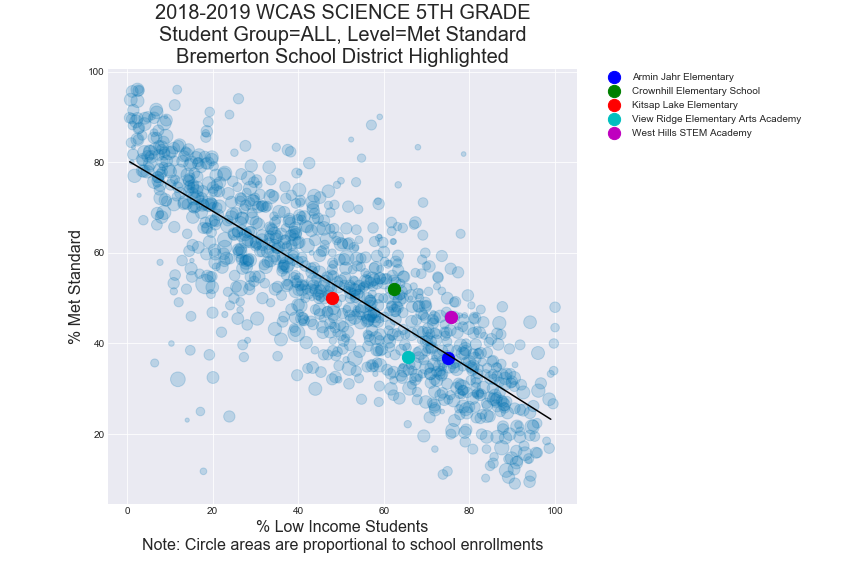 2018-2019 WCAS SCIENCE 5TH GRADE
Student Group=ALL, Level=Met Standard
Bremerton School District Highlighted
100
80
60
40
20
% Met Standard
0
20
40
60
80
100
% Low Income Students
Note: Circle areas are proportional to school enrollments
Armin Jahr Elementary
Crownhill Elementary School
Kitsap Lake Elementary
View Ridge Elementary Arts Academy
West Hills STEM Academy